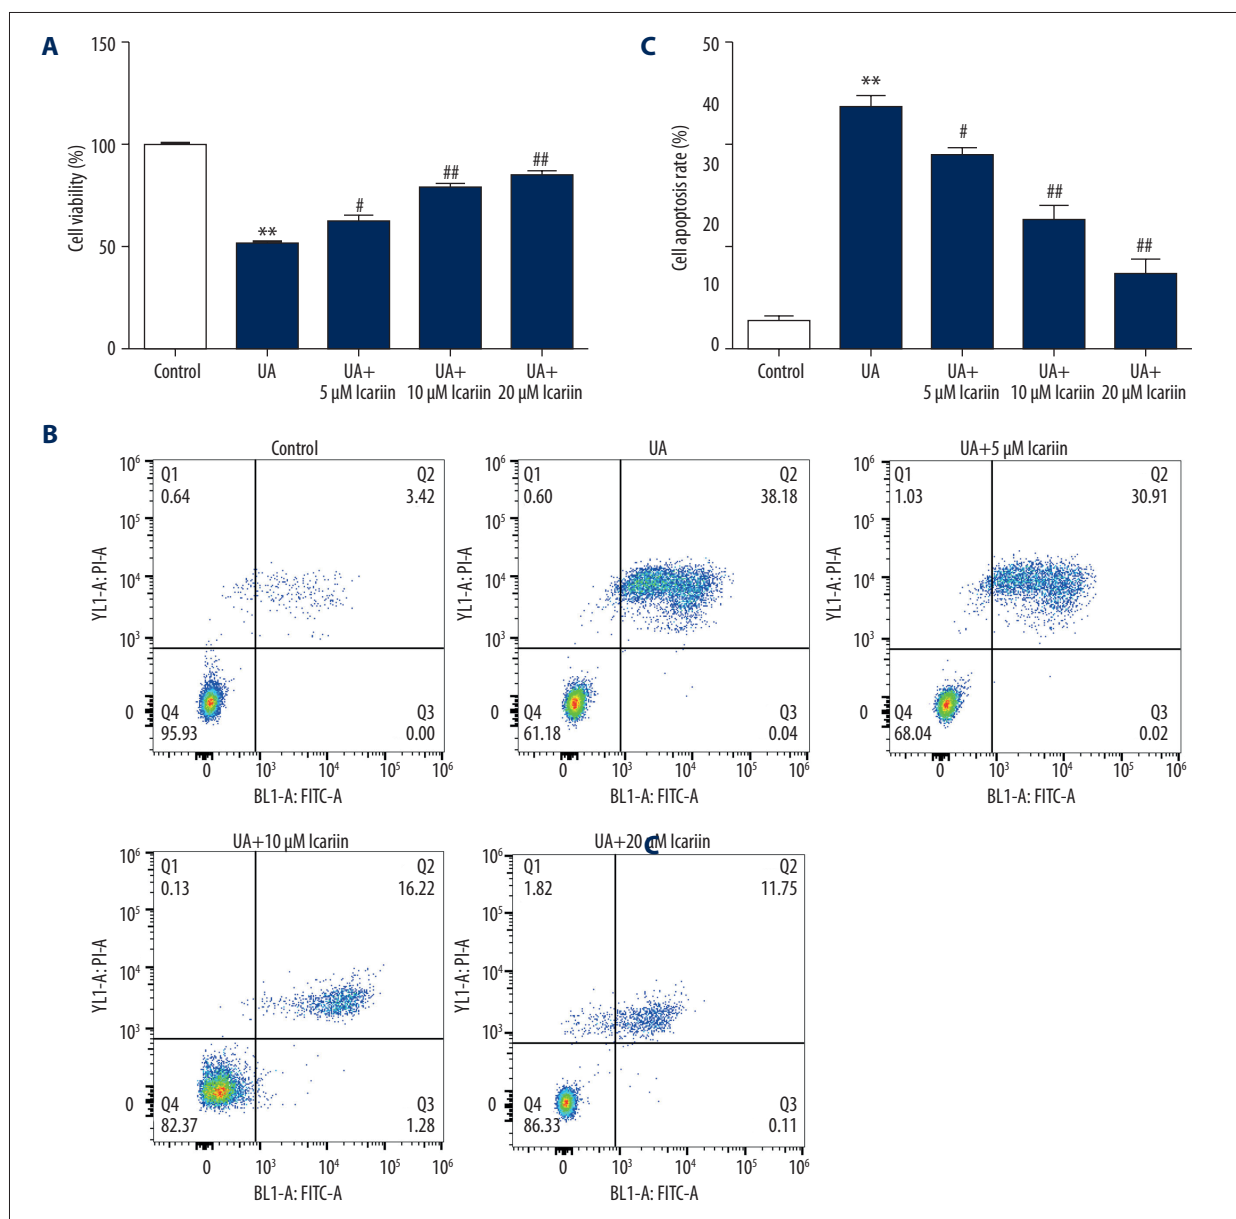 A
150
100
50
0
Cell viability (%)
**
#
##
##
Control
UA
UA+
5 µM Icariin
UA+
10 µM Icariin
UA+
20 µM Icariin
C
50
40
30
20
10
0
Cell apoptosis rate (%)
**
#
##
##
Control
UA
UA+
5 µM Icariin
UA+
10 µM Icariin
UA+
20 µM Icariin
B
Control
Q1
0.64
Q2
3.42
Q4
95.93
Q3
0.00
10⁶
10⁵
10⁴
10³
0
YL1-A: PI-A
0 10³ 10⁴ 10⁵ 10⁶
BL1-A: FITC-A
UA
Q1
0.60
Q2
38.18
Q4
61.18
Q3
0.04
10⁶
10⁵
10⁴
10³
0
YL1-A: PI-A
0 10³ 10⁴ 10⁵ 10⁶
BL1-A: FITC-A
UA+5 µM Icariin
Q1
1.03
Q2
30.91
Q4
68.04
Q3
0.02
10⁶
10⁵
10⁴
10³
0
YL1-A: PI-A
0 10³ 10⁴ 10⁵ 10⁶
BL1-A: FITC-A
UA+10 µM Icariin
Q1
0.13
Q2
16.22
Q4
82.37
Q3
1.28
10⁶
10⁵
10⁴
10³
0
YL1-A: PI-A
0 10³ 10⁴ 10⁵ 10⁶
BL1-A: FITC-A
UA+20 µM Icariin
C
Q1
1.82
Q2
11.75
Q4
86.33
Q3
0.11
10⁶
10⁵
10⁴
10³
0
YL1-A: PI-A
0 10³ 10⁴ 10⁵ 10⁶
BL1-A: FITC-A